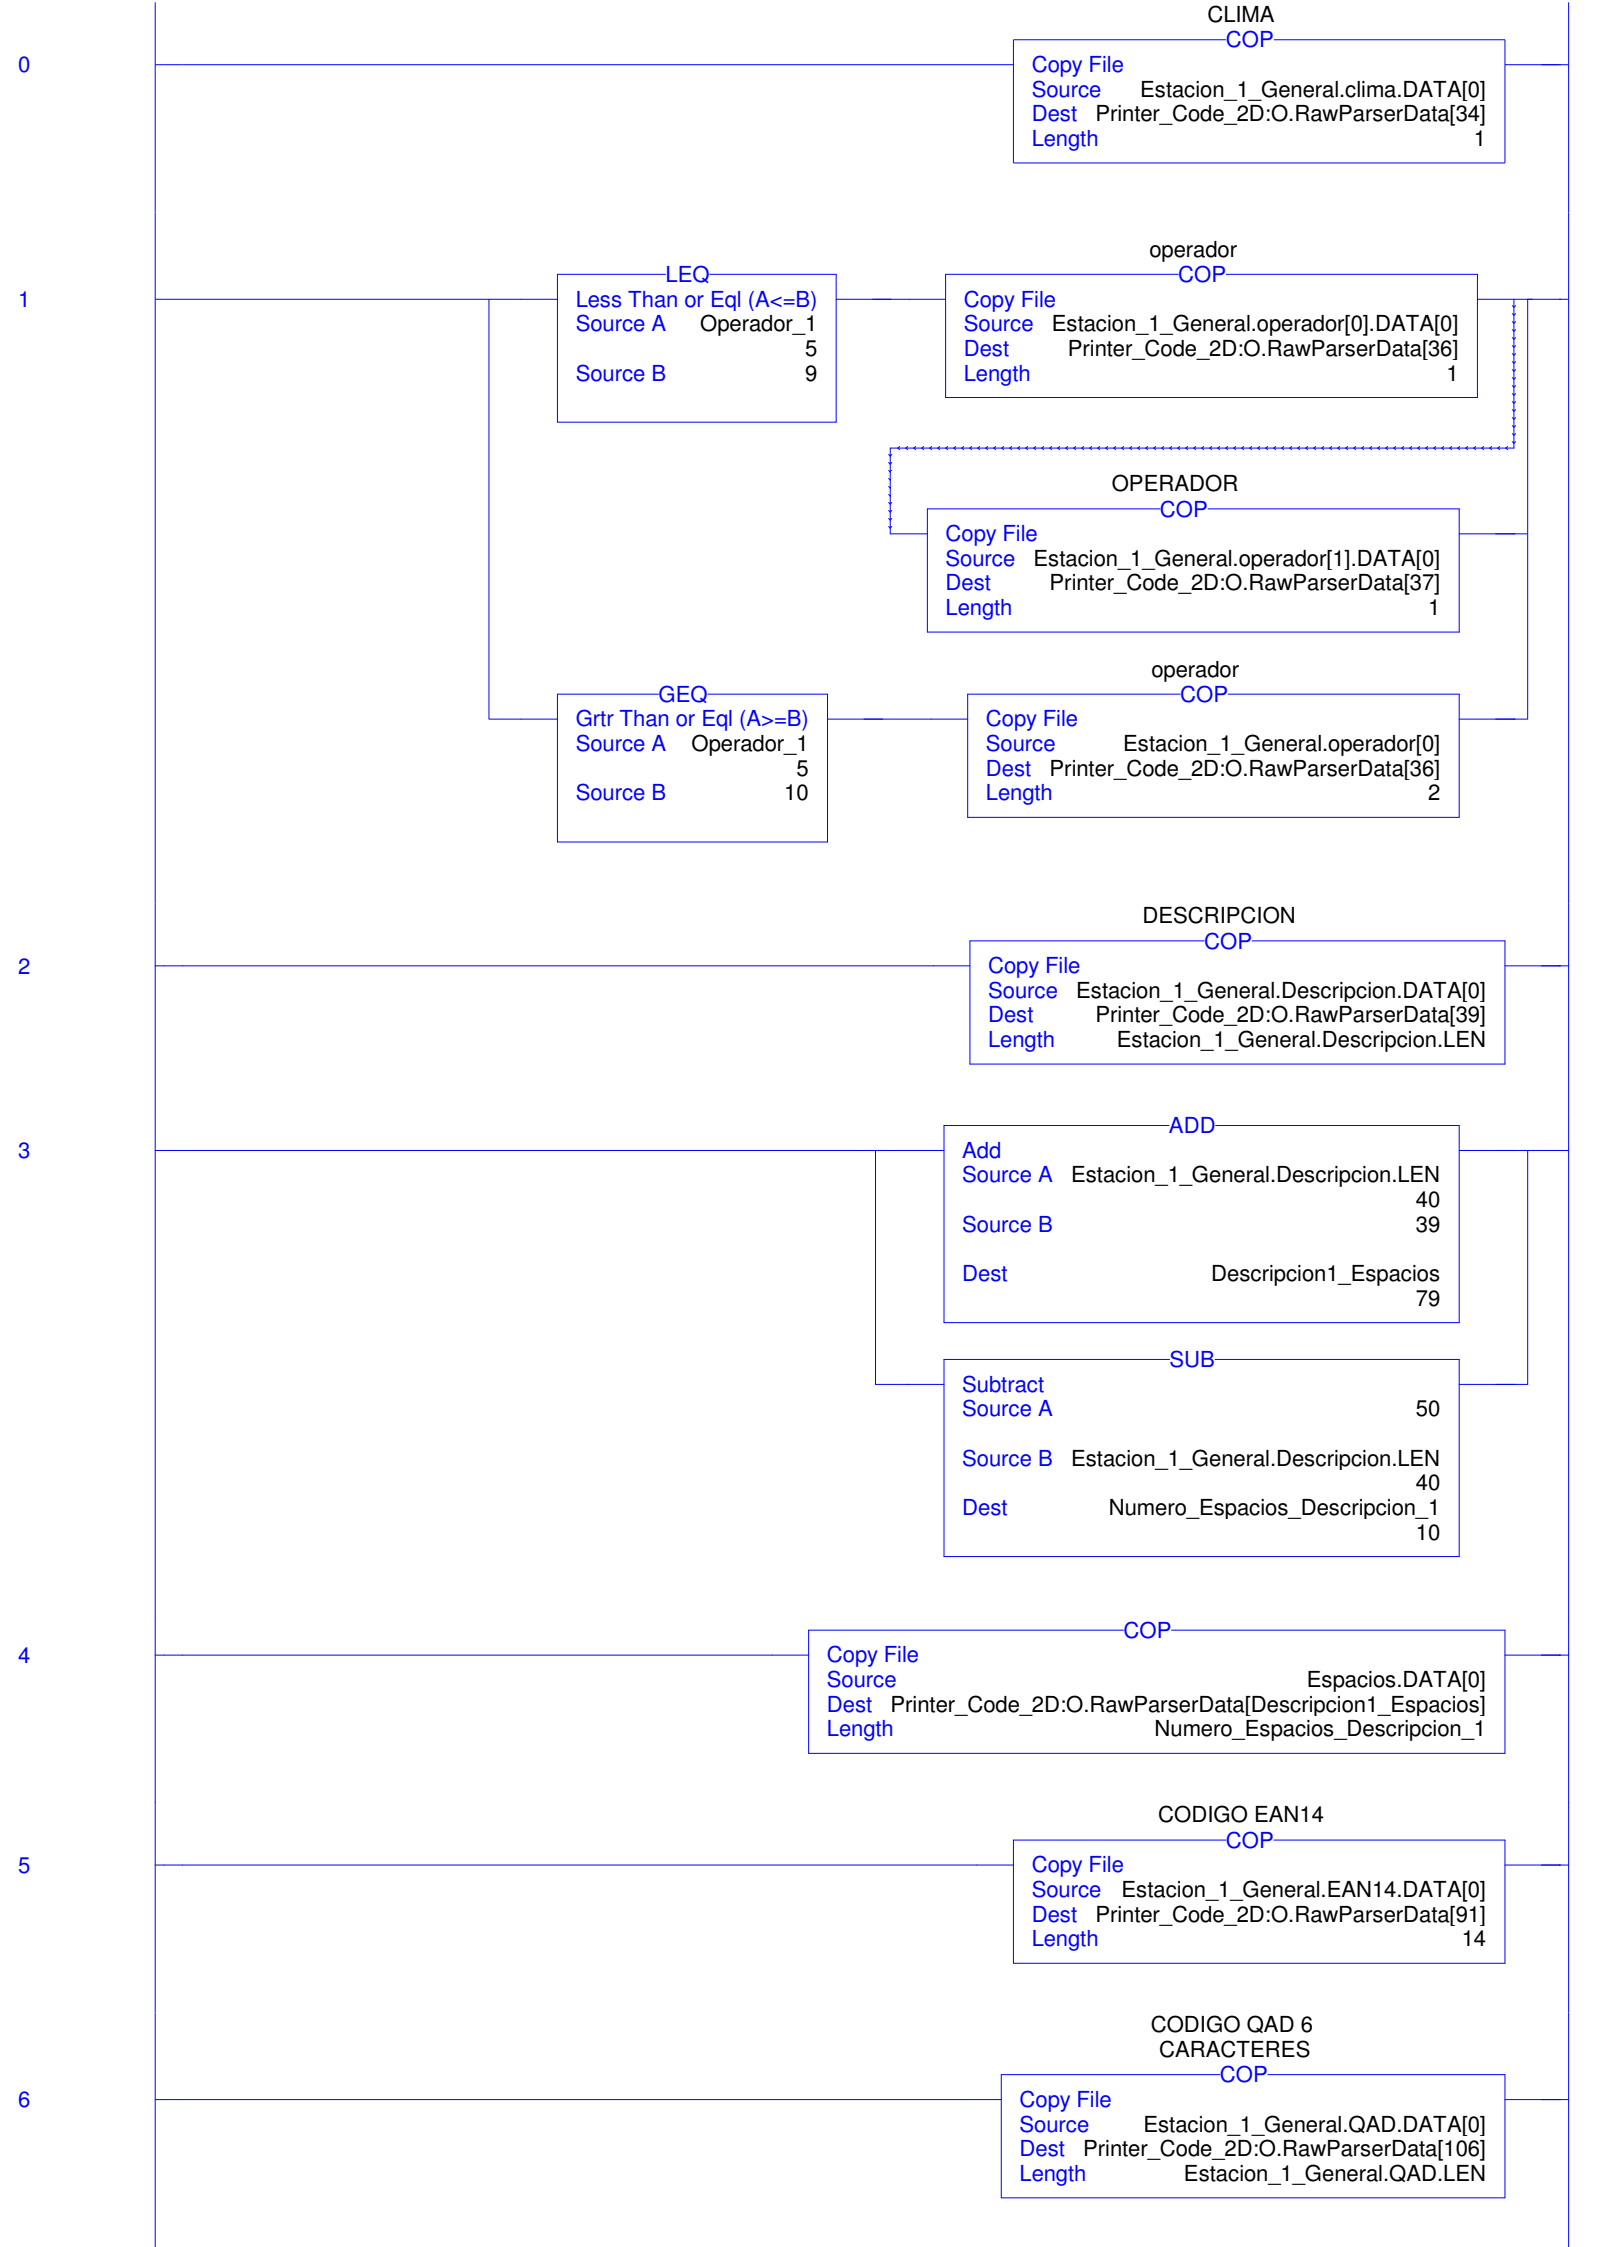 CLIMA
COP
0
Copy File
Source Estacion_1_General.clima.DATA[0]
Dest Printer_Code_2D:O.RawParserData[34]
Length 1
operador
LEQ
COP
1
Less Than or Eql (A<=B)
Source A Operador_1
5
Source B 9
Copy File
Source Estacion_1_General.operador[0].DATA[0]
Dest Printer_Code_2D:O.RawParserData[36]
Length 1
OPERADOR
COP
Copy File
Source Estacion_1_General.operador[1].DATA[0]
Dest Printer_Code_2D:O.RawParserData[37]
Length 1
operador
GEQ
COP
Grtr Than or Eql (A>=B)
Source A Operador_1
5
Source B 10
Copy File
Source Estacion_1_General.operador[0]
Dest Printer_Code_2D:O.RawParserData[36]
Length 2
DESCRIPCION
COP
2
Copy File
Source Estacion_1_General.Descripcion.DATA[0]
Dest Printer_Code_2D:O.RawParserData[39]
Length Estacion_1_General.Descripcion.LEN
ADD
3
Add
Source A Estacion_1_General.Descripcion.LEN
40
Source B 39
Dest Descripcion1_Espacios
79
SUB
Subtract
Source A 50
Source B Estacion_1_General.Descripcion.LEN
40
Dest Numero_Espacios_Descripcion_1
10
COP
4
Copy File
Source Espacios.DATA[0]
Dest Printer_Code_2D:O.RawParserData[Descripcion1_Espacios]
Length Numero_Espacios_Descripcion_1
CODIGO EAN14
COP
5
Copy File
Source Estacion_1_General.EAN14.DATA[0]
Dest Printer_Code_2D:O.RawParserData[91]
Length 14
CODIGO QAD 6
CARACTERES
COP
6
Copy File
Source Estacion_1_General.QAD.DATA[0]
Dest Printer_Code_2D:O.RawParserData[106]
Length Estacion_1_General.QAD.LEN